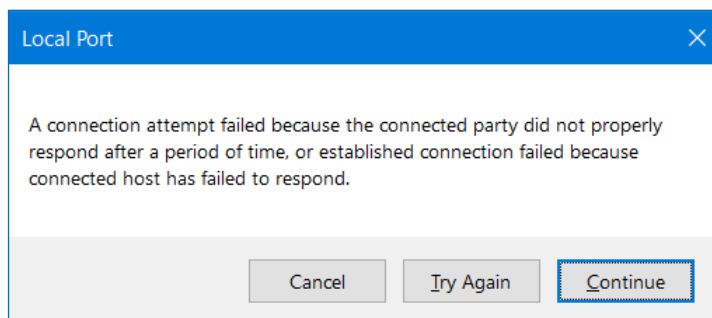 Local Port
A connection attempt failed because the connected party did not properly
respond after a period of time, or established connection failed because
connected host has failed to respond.
Cancel
Try Again
Continue